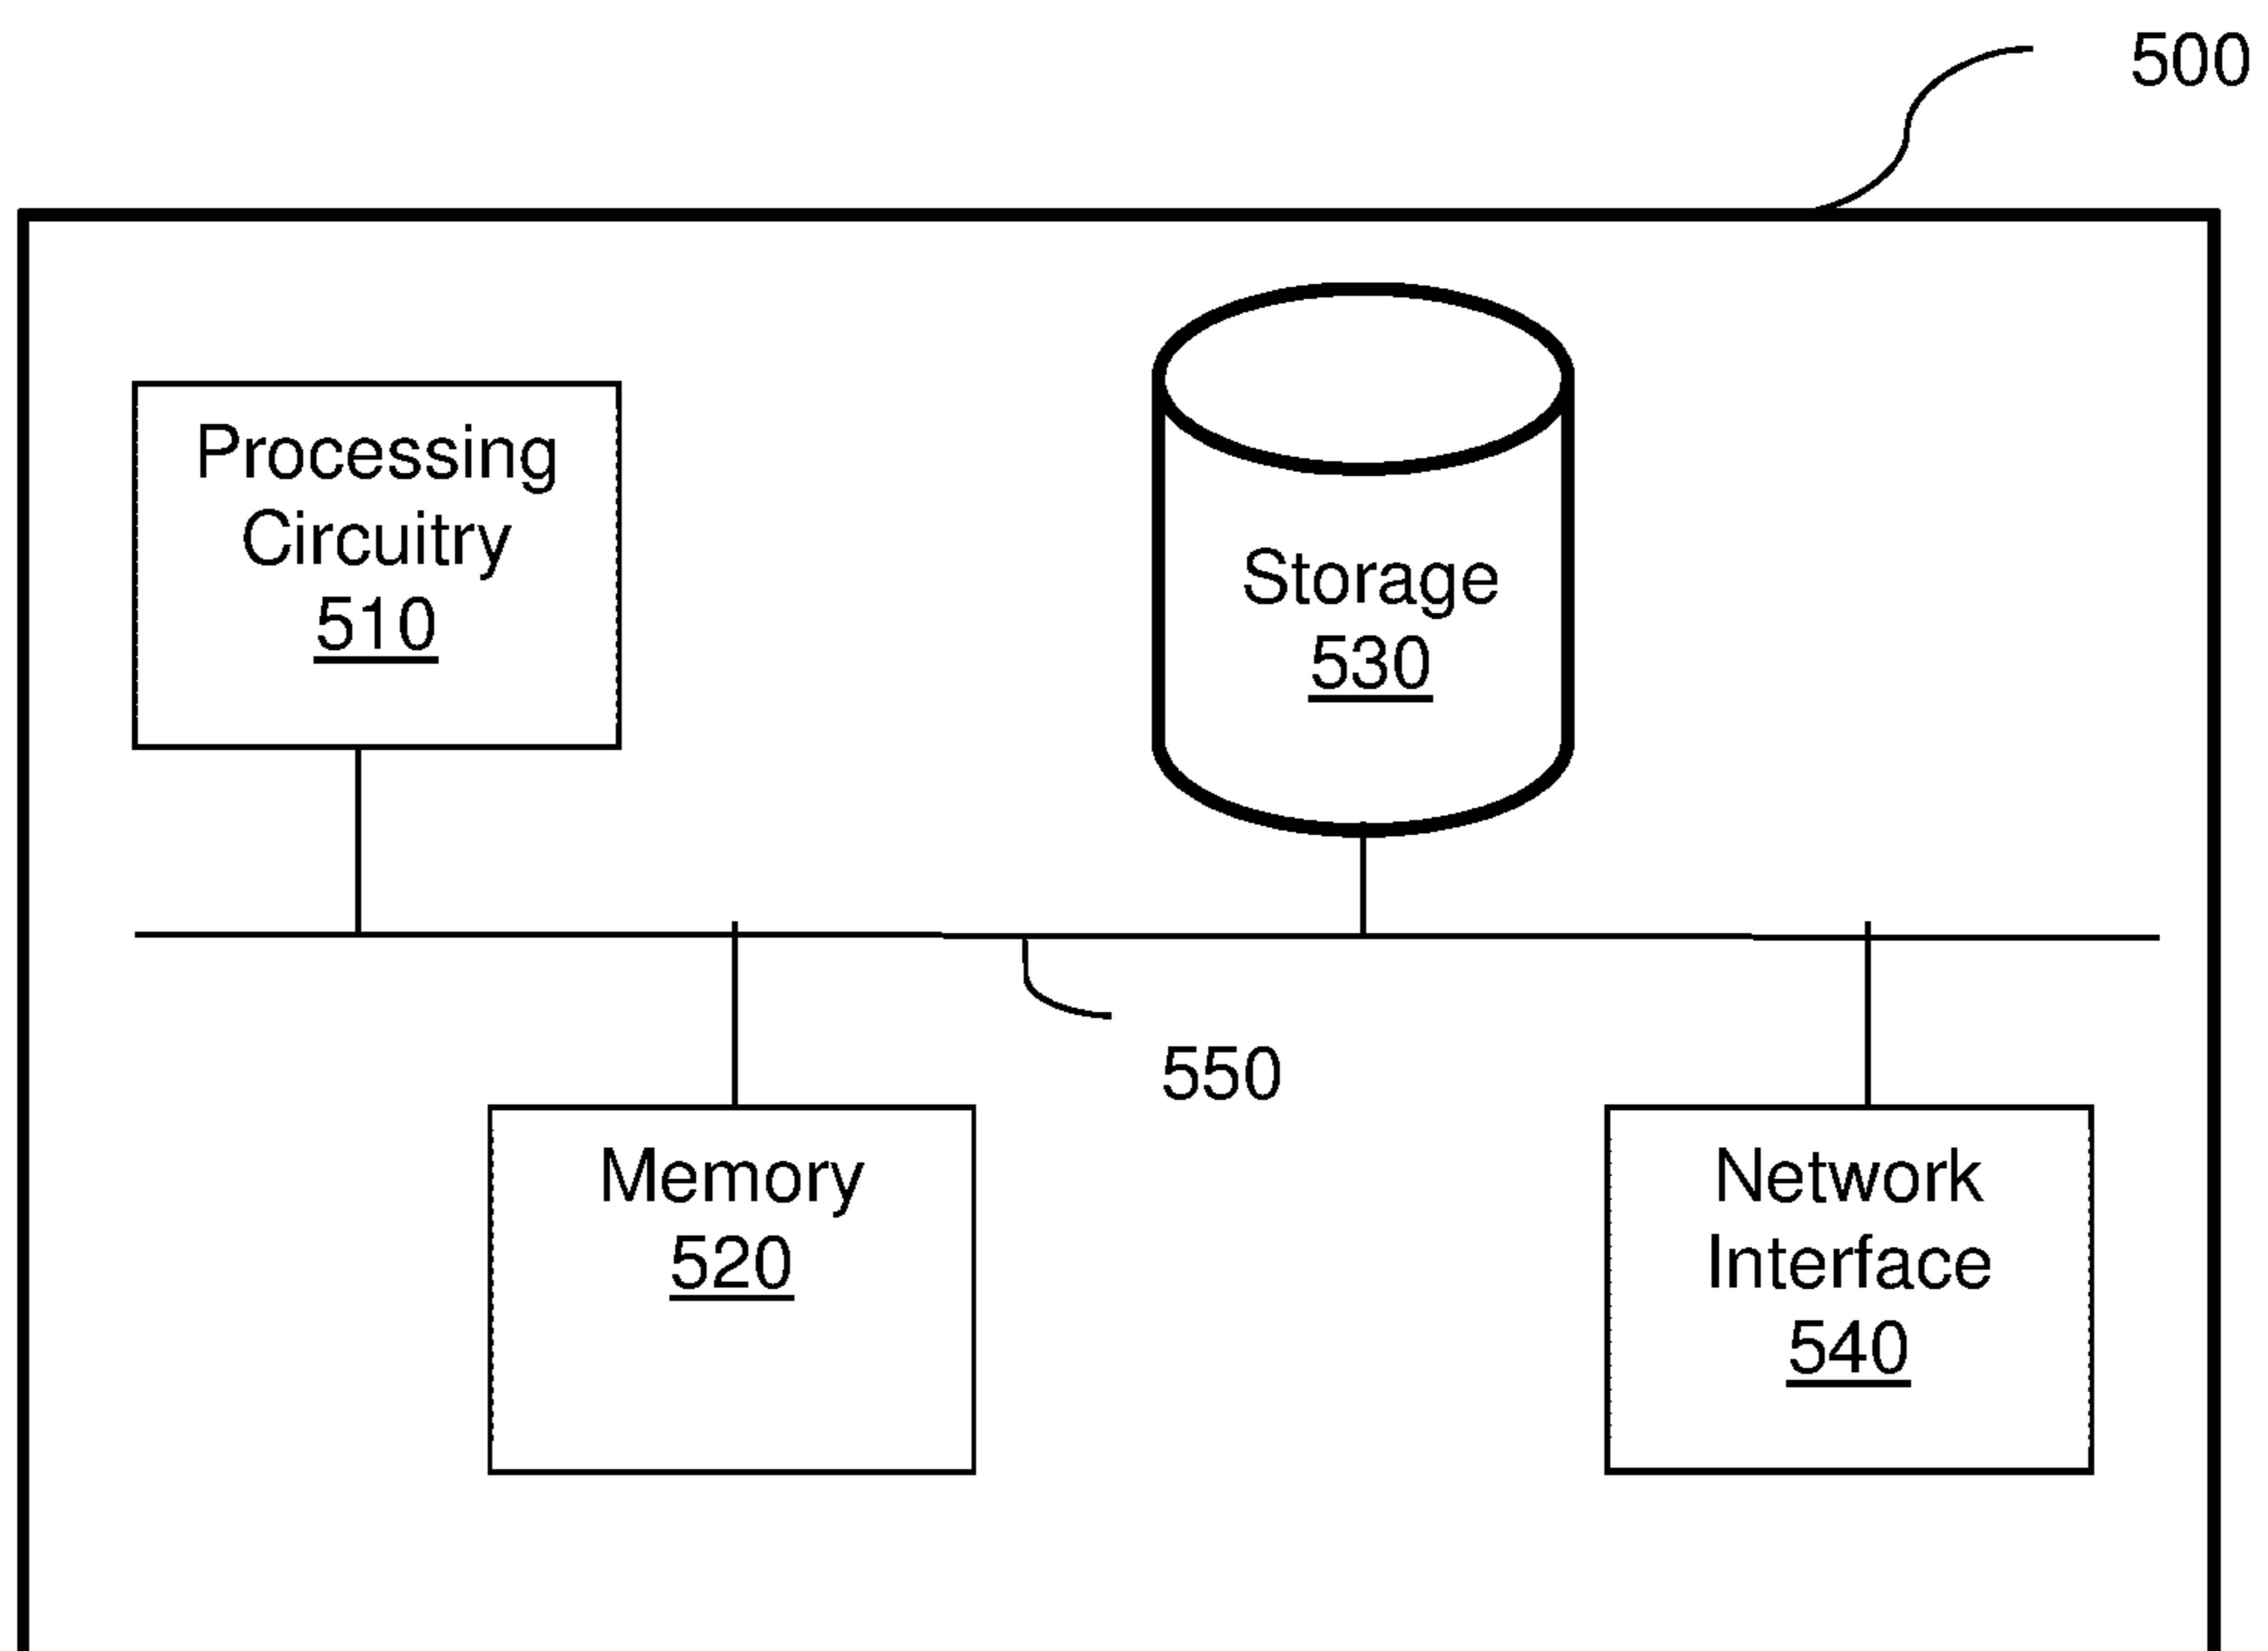 500
Processing
Circuitry
510
Storage
530
550
Memory
520
Network
Interface
540